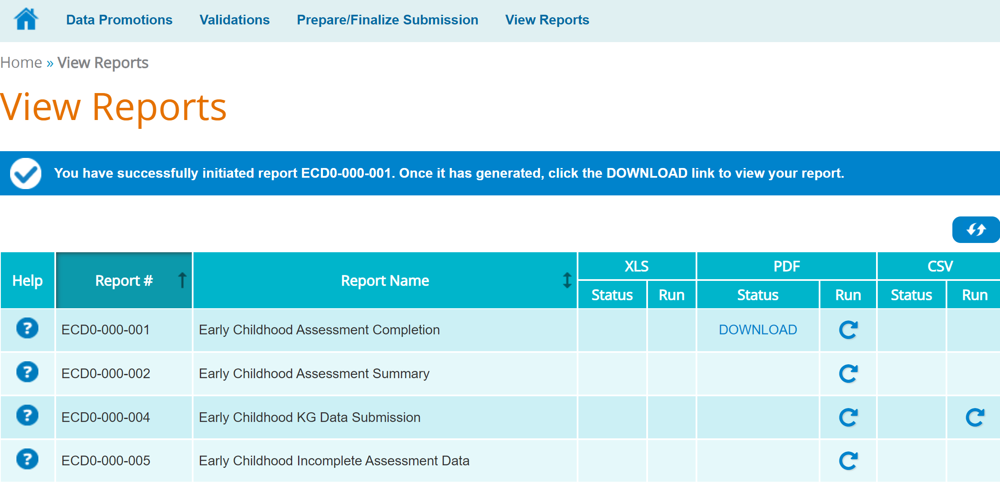 Data Promotions Validations Prepare/Finalize Submission View Reports
Home » View Reports
View Reports
You have successfully initiated report ECD0-000-001. Once it has generated, click the DOWNLOAD link to view your report.
Help Report # Report Name XLS PDF CSV
Status Run Status Run Status Run
ECD0-000-001 Early Childhood Assessment Completion DOWNLOAD
ECD0-000-002 Early Childhood Assessment Summary
ECD0-000-004 Early Childhood KG Data Submission
ECD0-000-005 Early Childhood Incomplete Assessment Data